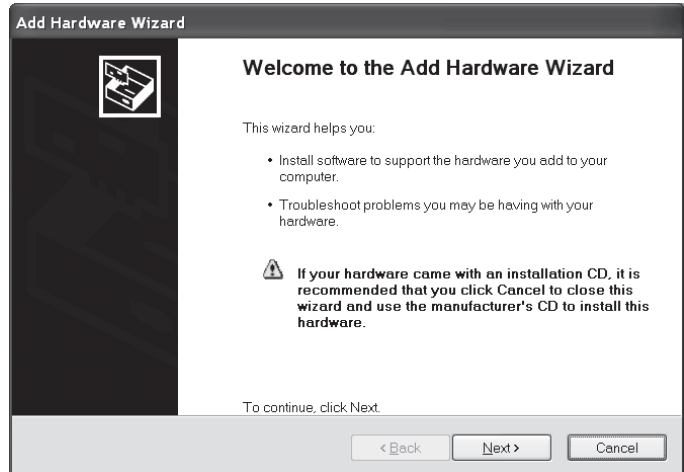 Add Hardware Wizard
Welcome to the Add Hardware Wizard
This wizard helps you:
• Install software to support the hardware you add to your
computer.
• Troubleshoot problems you may be having with your
hardware.
If your hardware came with an installation CD, it is
recommended that you click Cancel to close this
wizard and use the manufacturer's CD to install this
hardware.
To continue, click Next.
< Back Next > Cancel